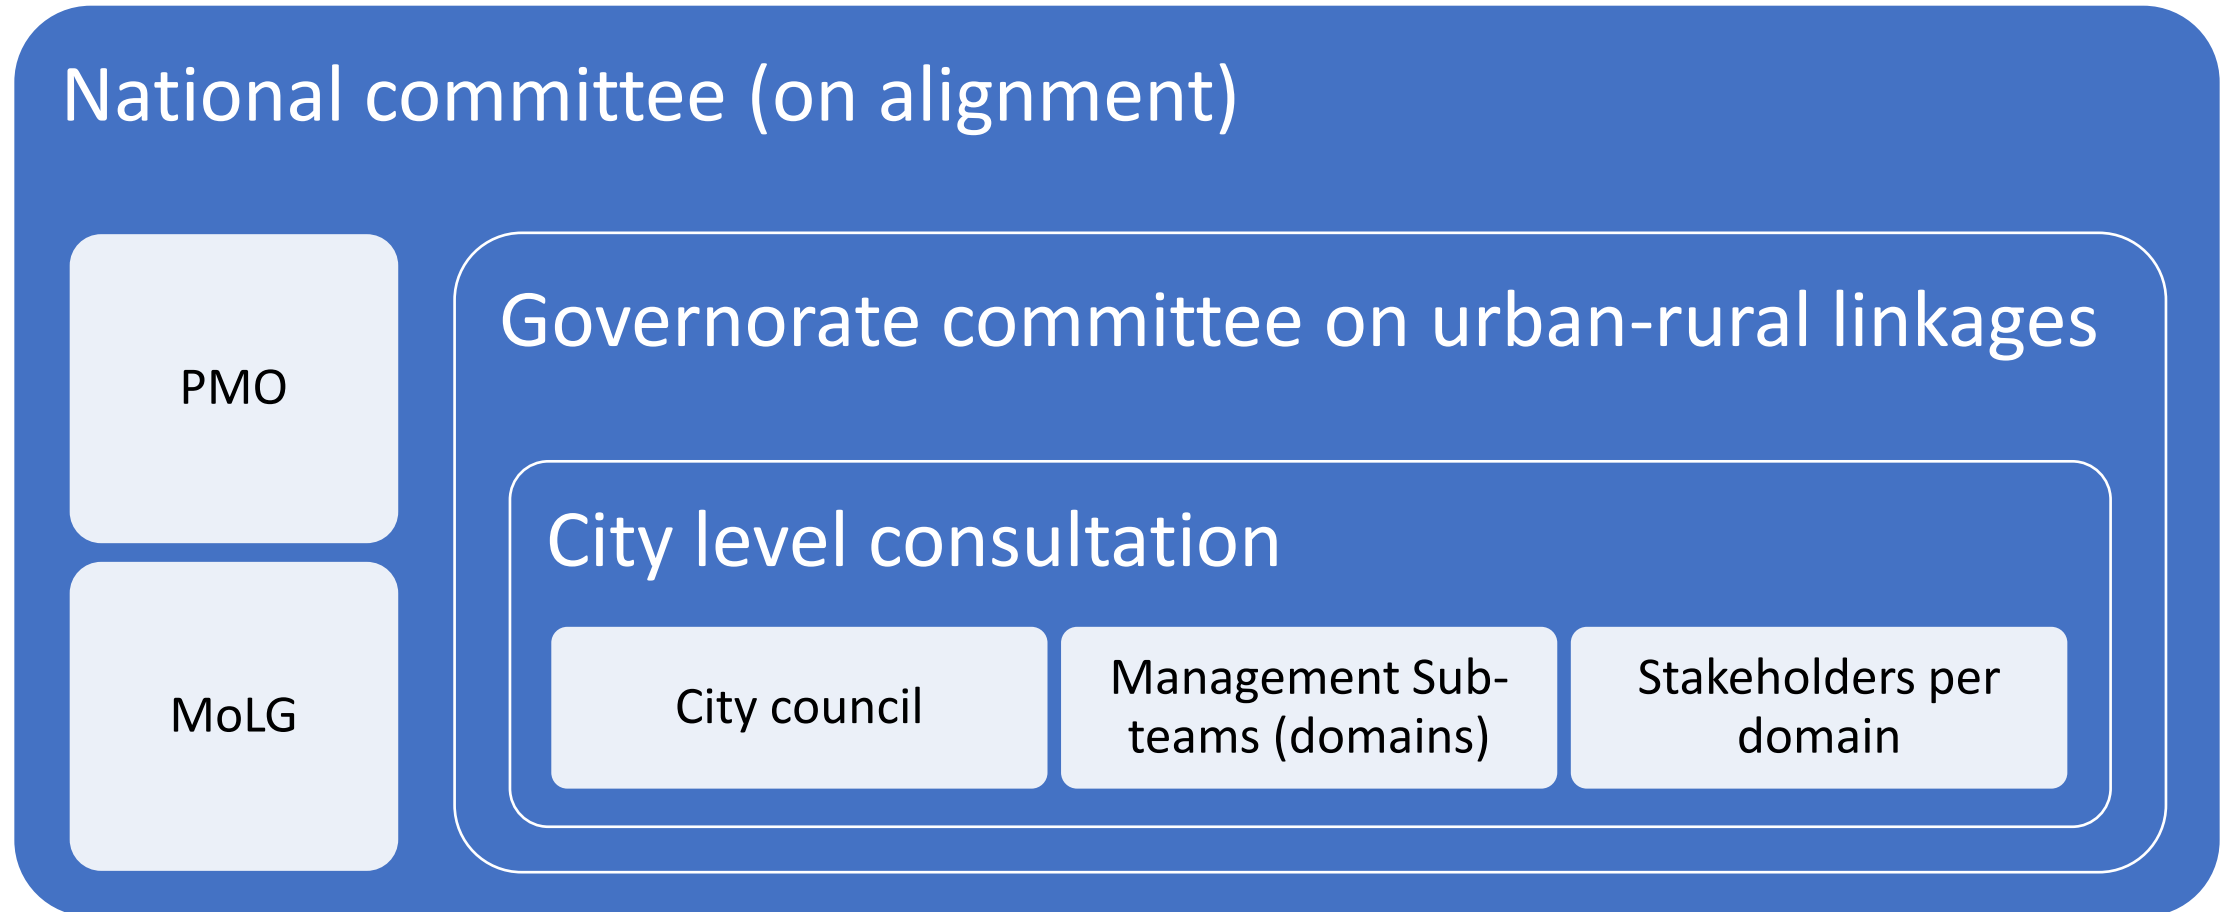 National committee (on alignment)
PMO
MoLG
Governorate committee on urban-rural linkages
City level consultation
City council
Management Sub-
teams (domains)
Stakeholders per
domain